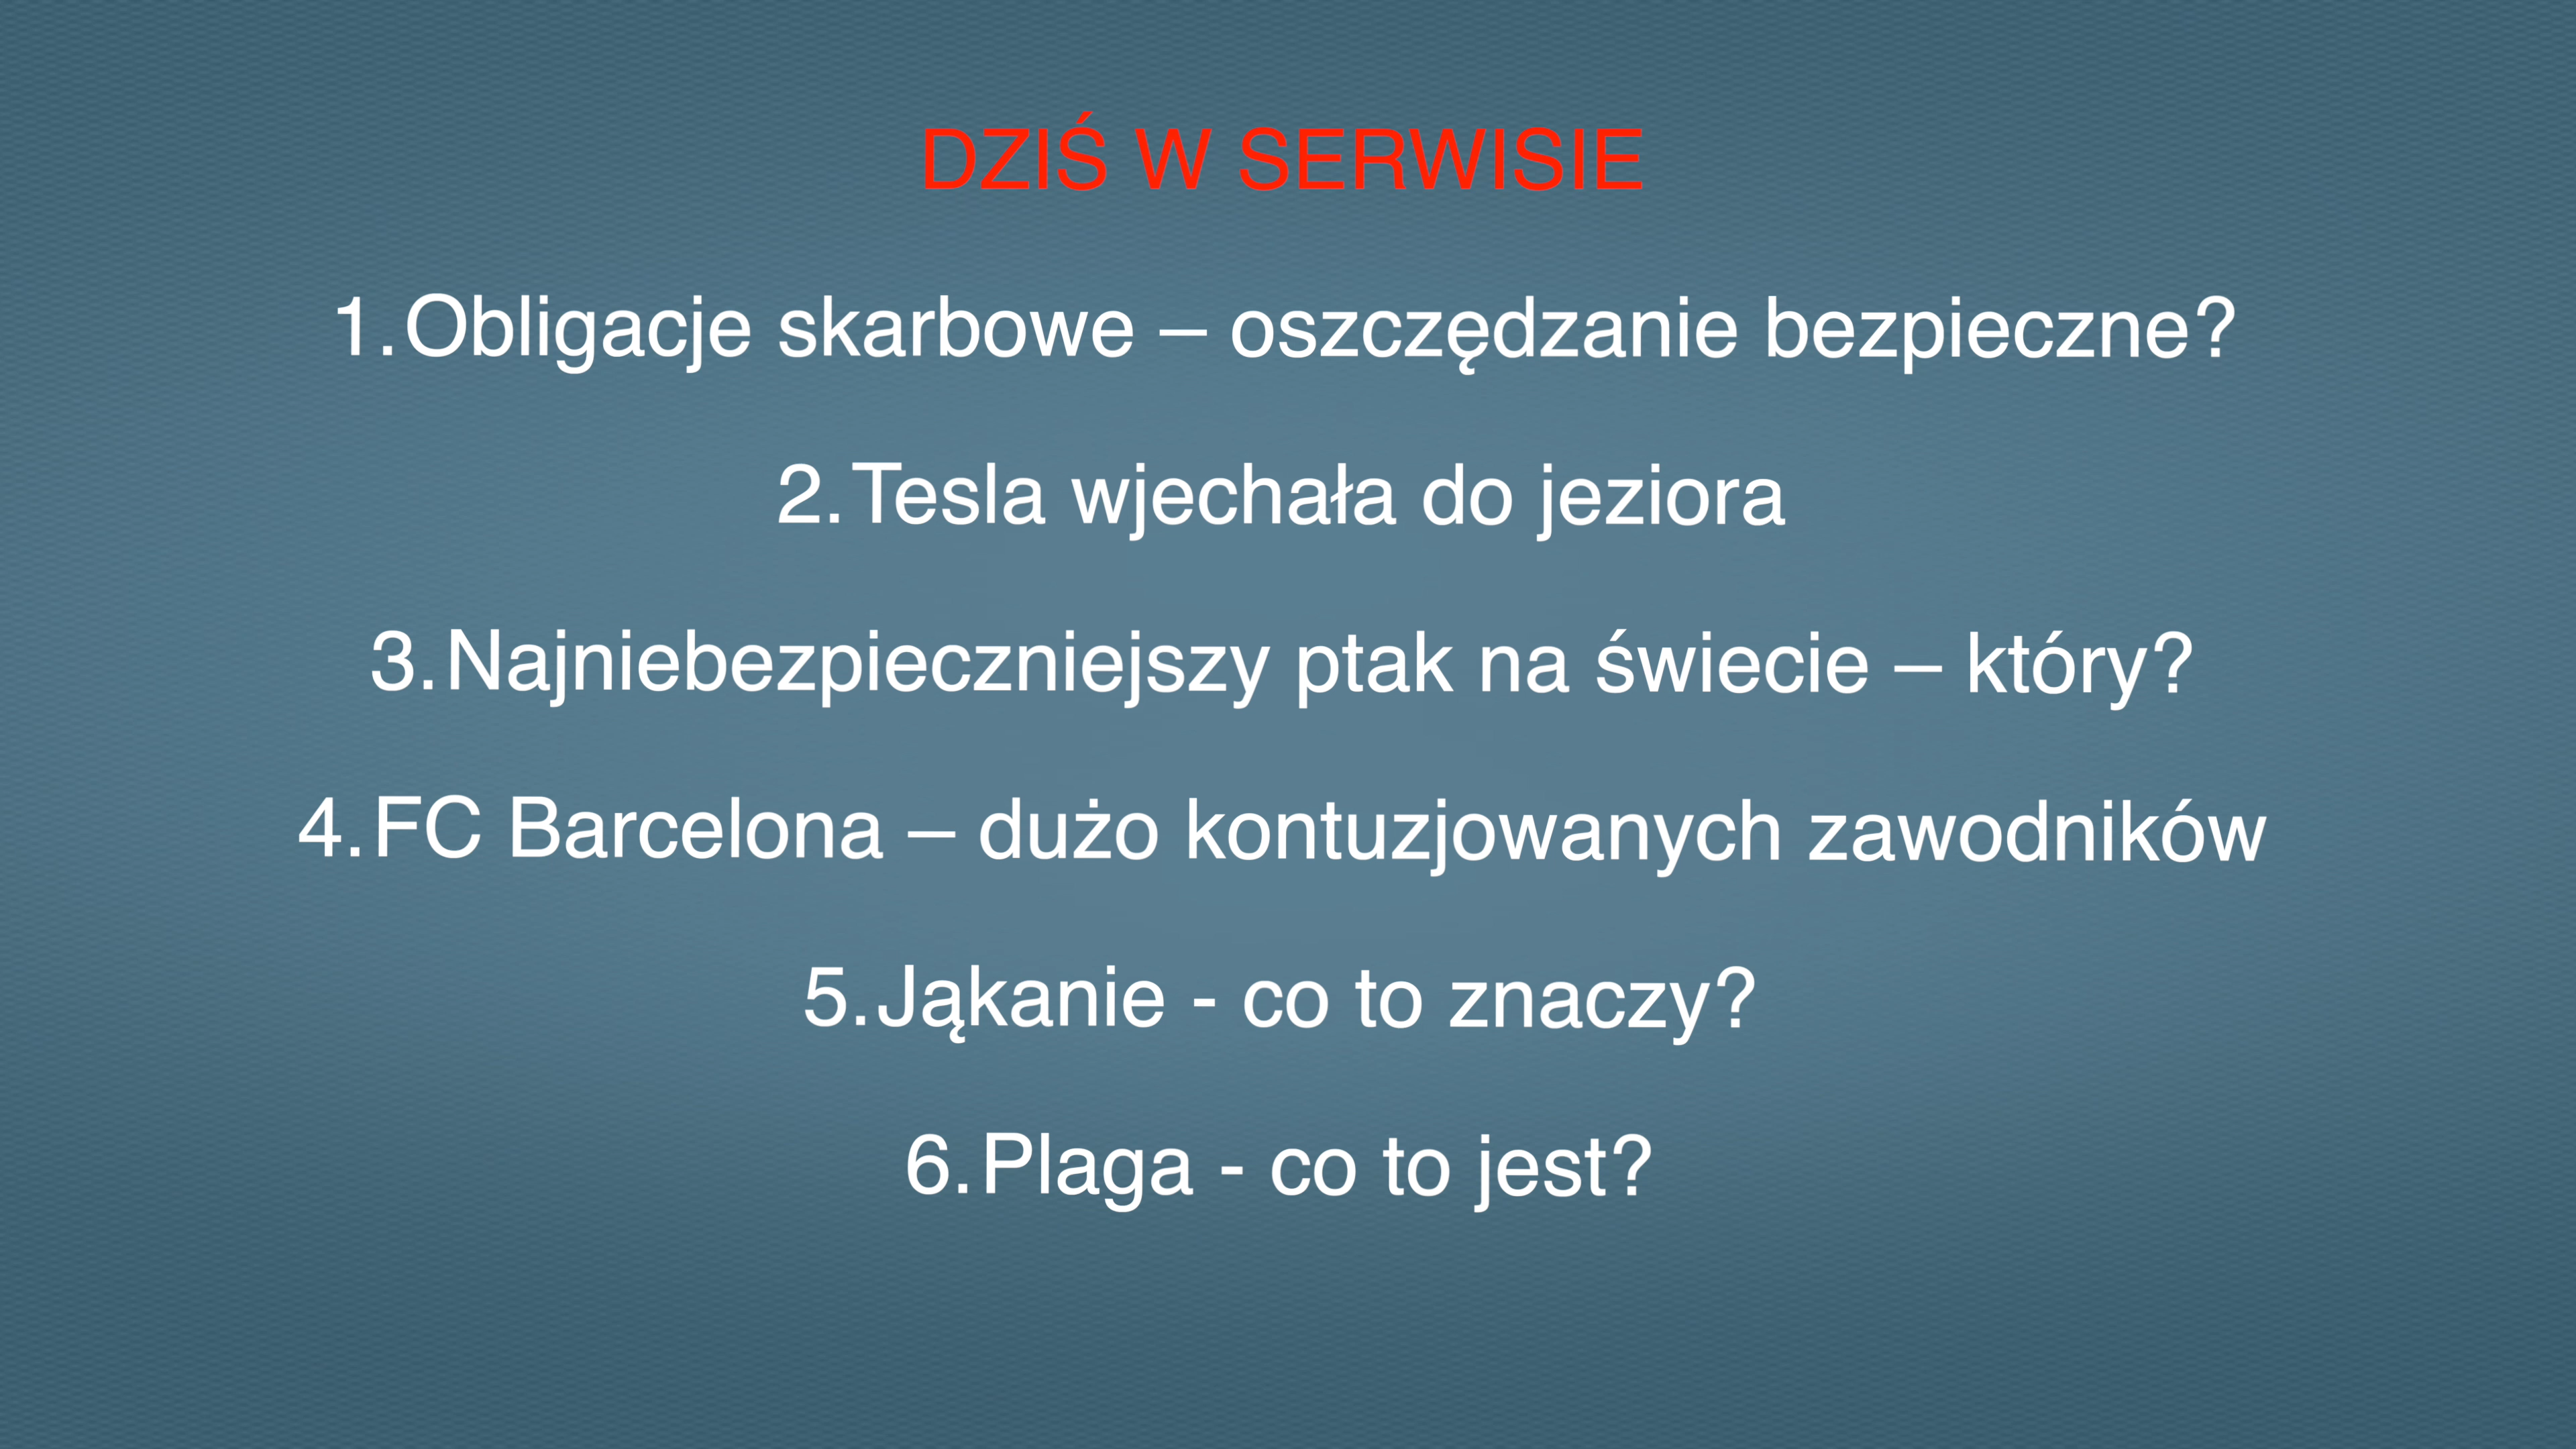 DZIŚ W SERWISIE
1.Obligacje skarbowe – oszczędzanie bezpieczne?
2.Tesla wjechała do jeziora
3.Najniebezpieczniejszy ptak na świecie – który?
4.FC Barcelona – dużo kontuzjowanych zawodników
5.Jąkanie - co to znaczy?
6.Plaga - co to jest?